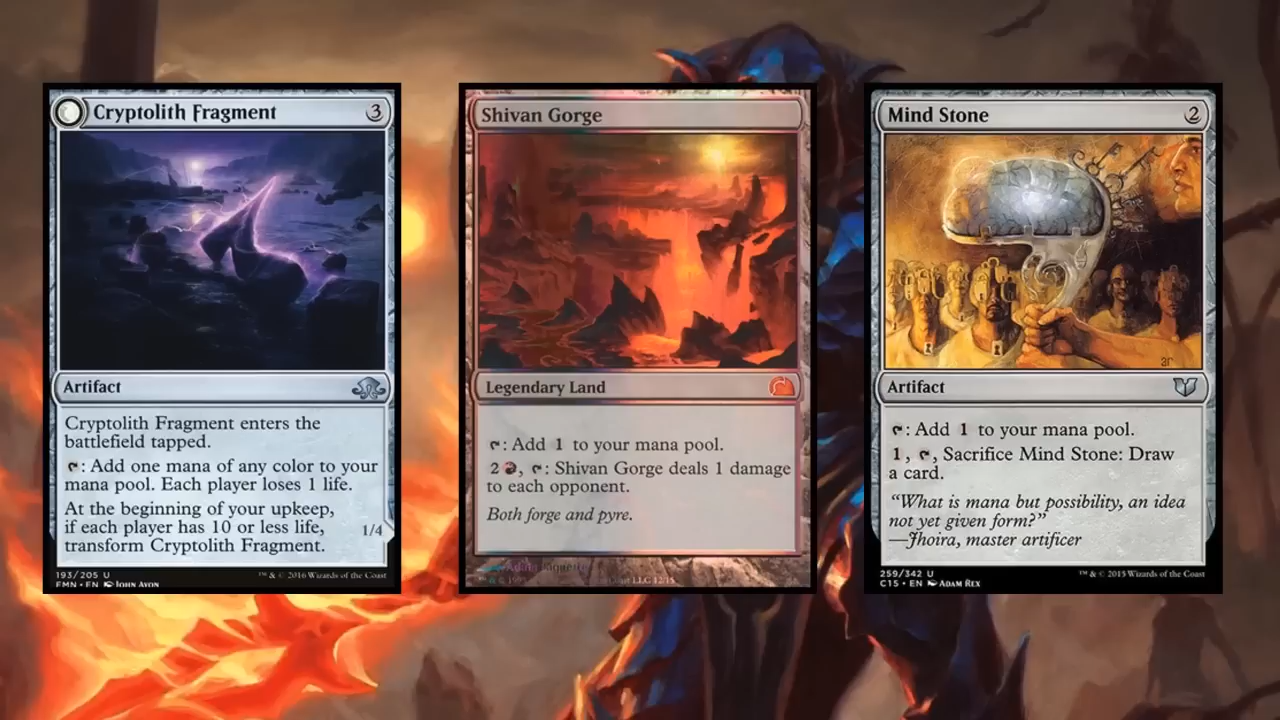 Cryptolith Fragment 3
Artifact
Cryptolith Fragment enters the
battlefield tapped.
: Add one mana of any color to your
mana pool. Each player loses 1 life.
At the beginning of your upkeep,
if each player has 10 or less life,
transform Cryptolith Fragment.
1/4
193/205 U
EMN • EN John Avon
™ & © 2016 Wizards of the Coast
Shivan Gorge
Legendary Land
: Add 1 to your mana pool.
2, : Shivan Gorge deals 1 damage
to each opponent.
Both forge and pyre.
LLC 12/15
Mind Stone 2
Artifact
: Add 1 to your mana pool.
1, , Sacrifice Mind Stone: Draw
a card.
“What is mana but possibility, an idea
not yet given form?”
—Jhoira, master artificer
259/342 U
C15 • EN Adam Rex
™ & © 2015 Wizards of the Coast